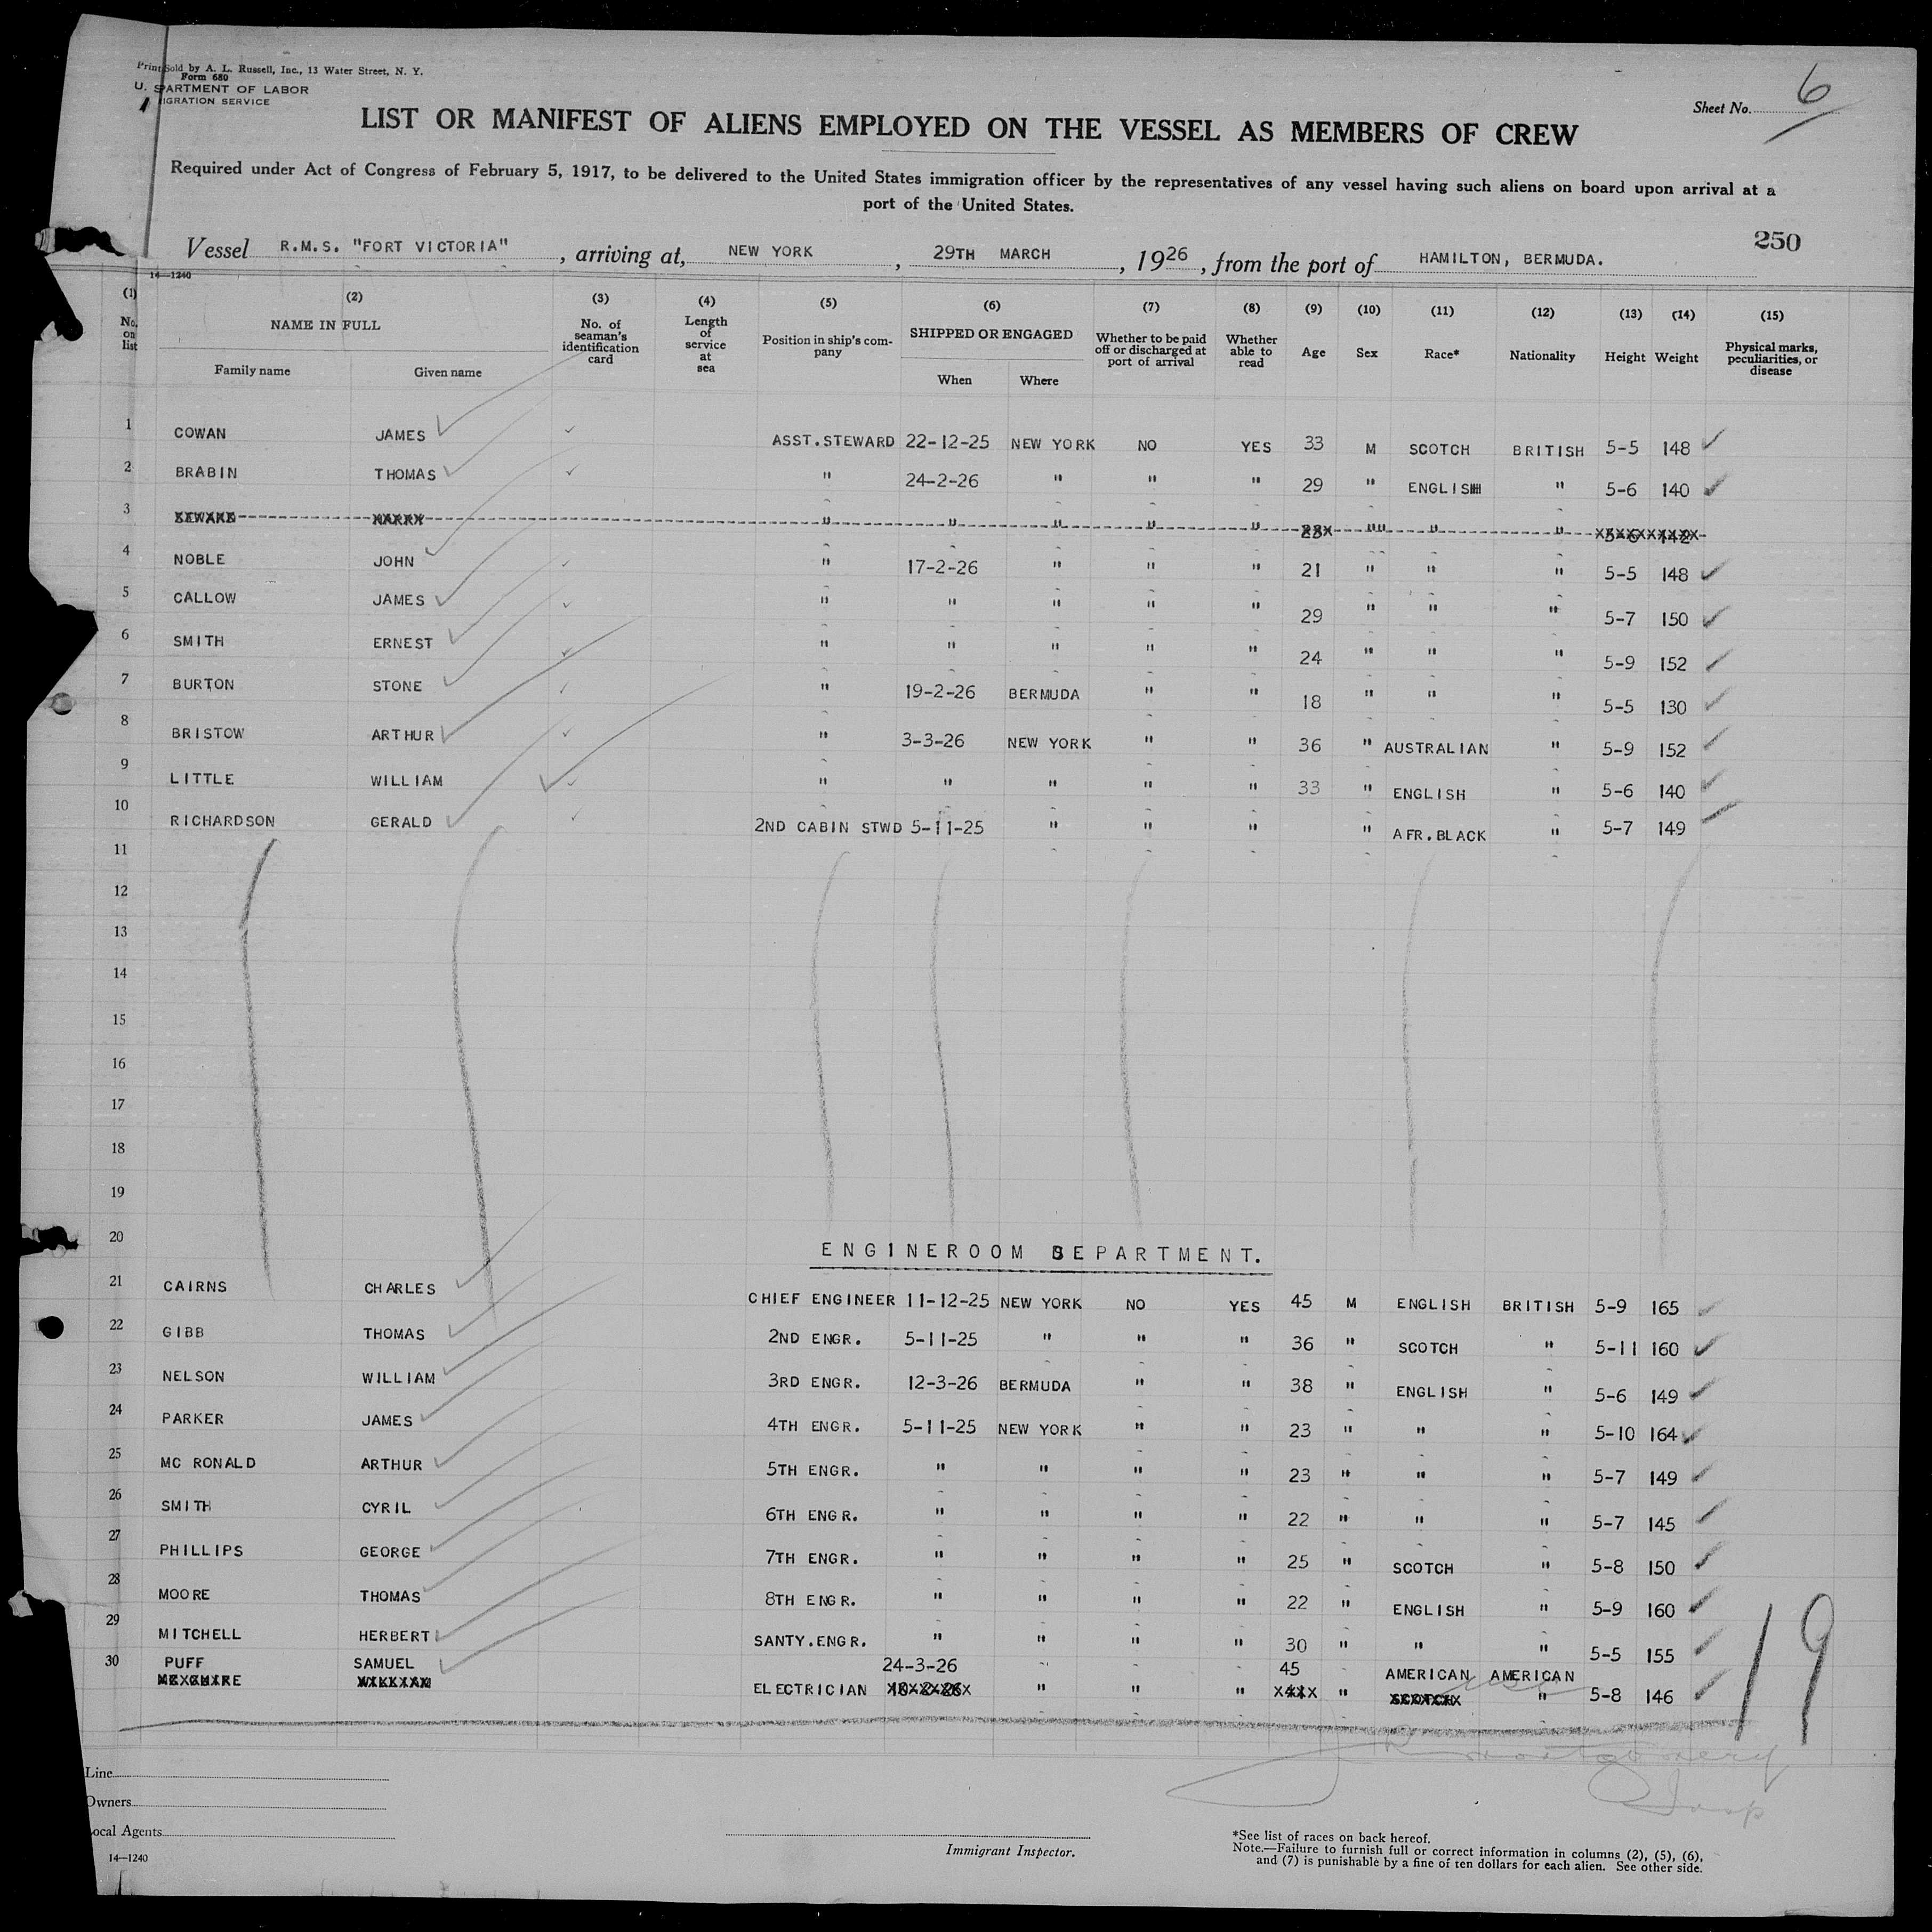 Print Sold by A. L. Russell, Inc., 13 Water Street, N. Y.
Form 680
U. S PARTMENT OF LABOR
IGRATION SERVICE
Sheet No. 6
LIST OR MANIFEST OF ALIENS EMPLOYED ON THE VESSEL AS MEMBERS OF CREW
Required under Act of Congress of February 5, 1917, to be delivered to the United States immigration officer by the representatives of any vessel having such aliens on board upon arrival at a
port of the United States.
250
Vessel R.M.S. "FORT VICTORIA", arriving at, NEW YORK, 29TH MARCH, 1926, from the port of HAMILTON, BERMUDA.
14—1240
(1) (2) (3) (4) (5) (6) (7) (8) (9) (10) (11) (12) (13) (14) (15)
No. on list NAME IN FULL No. of seaman's identification card Length of service at sea Position in ship's company SHIPPED OR ENGAGED Whether to be paid off or discharged at port of arrival Whether able to read Age Sex Race* Nationality Height Weight Physical marks, peculiarities, or disease
Family name Given name When Where
1 COWAN JAMES ASST.STEWARD 22-12-25 NEW YORK NO YES 33 M SCOTCH BRITISH 5-5 148
2 BRABIN THOMAS " 24-2-26 " " " 29 " ENGLISH " 5-6 140
3 " " " " " " " "
4 NOBLE JOHN " 17-2-26 " " " 21 " " " 5-5 148
5 CALLOW JAMES " " " " " 29 " " " 5-7 150
6 SMITH ERNEST " " " " " 24 " " " 5-9 152
7 BURTON STONE " 19-2-26 BERMUDA " " 18 " " " 5-5 130
8 BRISTOW ARTHUR " 3-3-26 NEW YORK " " 36 " AUSTRALIAN " 5-9 152
9 LITTLE WILLIAM " " " " " 33 " ENGLISH " 5-6 140
10 RICHARDSON GERALD 2ND CABIN STWD 5-11-25 " " " " AFR.BLACK " 5-7 149
11
12
13
14
15
16
17
18
19
20
ENGINEROOM DEPARTMENT.
21 CAIRNS CHARLES CHIEF ENGINEER 11-12-25 NEW YORK NO YES 45 M ENGLISH BRITISH 5-9 165
22 GIBB THOMAS 2ND ENGR. 5-11-25 " " " 36 " SCOTCH " 5-11 160
23 NELSON WILLIAM 3RD ENGR. 12-3-26 BERMUDA " " 38 " ENGLISH " 5-6 149
24 PARKER JAMES 4TH ENGR. 5-11-25 NEW YORK " " 23 " " " 5-10 164
25 MC RONALD ARTHUR 5TH ENGR. " " " " 23 " " " 5-7 149
26 SMITH CYRIL 6TH ENGR. " " " " 22 " " " 5-7 145
27 PHILLIPS GEORGE 7TH ENGR. " " " " 25 " SCOTCH " 5-8 150
28 MOORE THOMAS 8TH ENGR. " " " " 22 " ENGLISH " 5-9 160
29 MITCHELL HERBERT SANTY.ENGR. " " " " 30 " " " 5-5 155
30 PUFF SAMUEL 24-3-26 45 AMERICAN AMERICAN
ELECTRICIAN " " " " " 5-8 146
19
Montgomery
Insp
Line
Owners
ocal Agents
14—1240
Immigrant Inspector.
*See list of races on back hereof.
Note.—Failure to furnish full or correct information in columns (2), (5), (6),
and (7) is punishable by a fine of ten dollars for each alien. See other side.